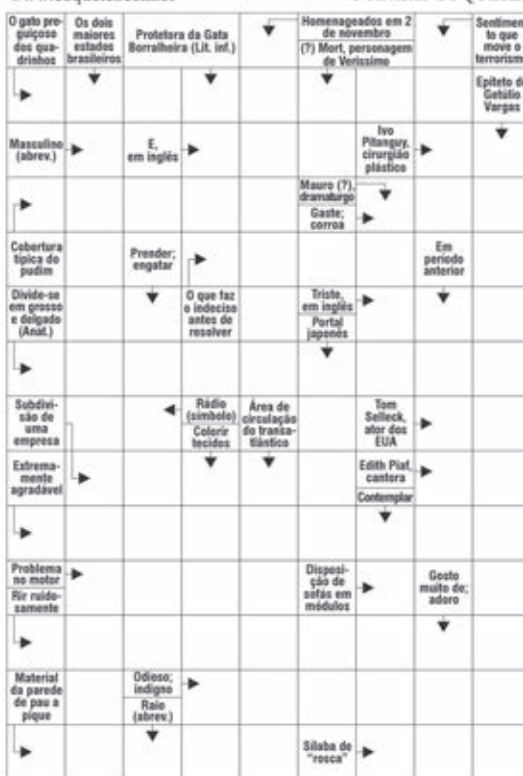 O gato pre-
guiçoso
dos qua-
drinhos
Os dois
maiores
estados
brasileiros
Protetora da Gata
Borralheira (Lit. inf.)
Homenageados em 2
de novembro
(?) Mort, personagem
de Verissimo
Sentimen
to que
move o
terrorism
Epíteto de
Getúlio
Vargas
Masculino
(abrev.)
E,
em inglês
Ivo
Pitanguy,
cirurgião
plástico
Mauro (?),
dramaturgo
Gaste;
corroa
Cobertura
típica do
pudim
Prender;
engatar
Em
período
anterior
Divide-se
em grosso
e delgado
(Anat.)
O que faz
o indeciso
antes de
resolver
Triste,
em inglês
Portal
japonês
Subdivi-
são de
uma
empresa
Rádio
(símbolo)
Colorir
tecidos
Área de
circulação
do transa-
tlântico
Tom
Selleck,
ator dos
EUA
Extrema-
mente
agradável
Edith Piaf,
cantora
Contemplar
Problema
no motor
Rir ruido-
samente
Disposi-
ção de
sofás em
módulos
Gosto
muito de;
adoro
Material
da parede
de pau a
pique
Odioso;
indigno
Raio
(abrev.)
Sílaba de
"rosca"